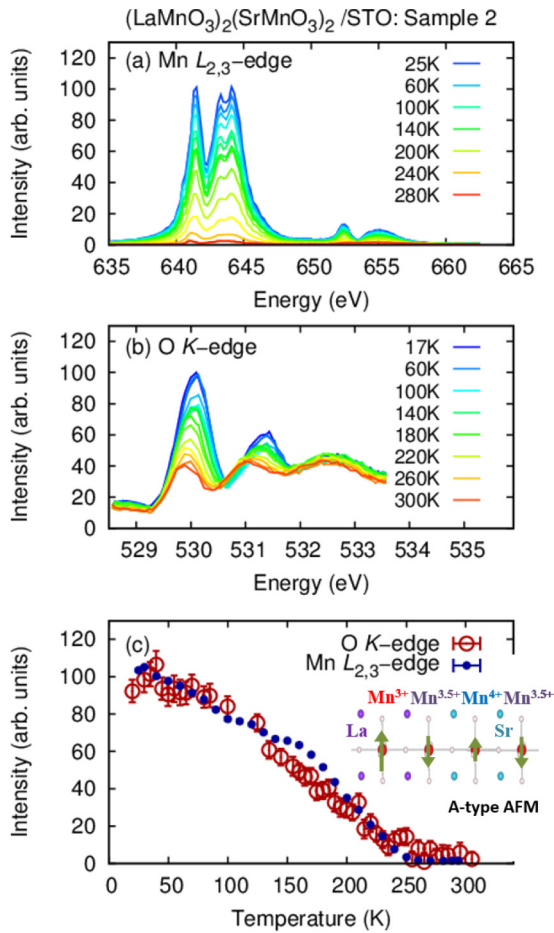 (LaMnO₃)₂(SrMnO₃)₂ /STO: Sample 2
(a) Mn L₂,₃−edge
25K
60K
100K
140K
200K
240K
280K
Intensity (arb. units)
120
100
80
60
40
20
0
635 640 645 650 655 660 665
Energy (eV)
(b) O K−edge
17K
60K
100K
140K
180K
220K
260K
300K
Intensity (arb. units)
120
100
80
60
40
20
0
529 530 531 532 533 534 535
Energy (eV)
(c)
O K−edge
Mn L₂,₃−edge
Mn³⁺ Mn³·⁵⁺ Mn⁴⁺ Mn³·⁵⁺
La Sr
A-type AFM
Intensity (arb. units)
120
100
80
60
40
20
0
0 50 100 150 200 250 300
Temperature (K)